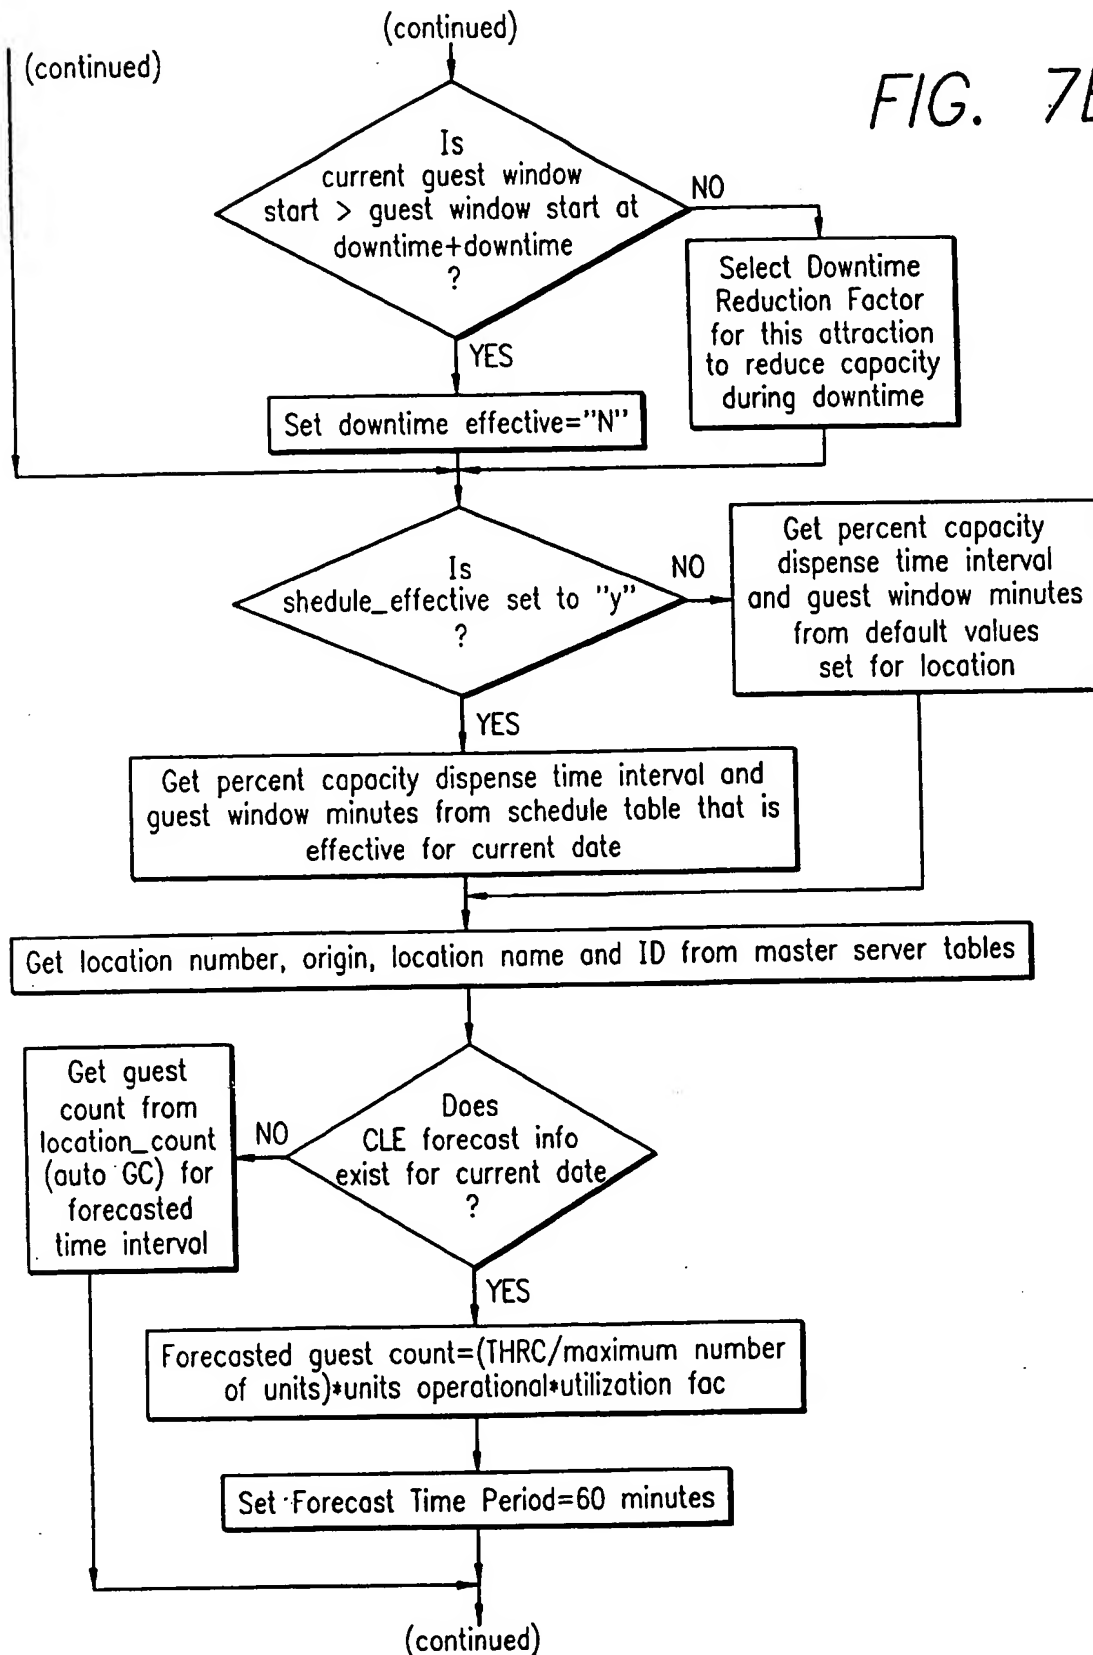 (continued)
(continued)
FIG. 7B
Is
current guest window
start > guest window start at
downtime+downtime
?
NO
Select Downtime
Reduction Factor
for this attraction
to reduce capacity
during downtime
YES
Set downtime effective="N"
Is
shedule_effective set to "y"
?
NO
Get percent capacity
dispense time interval
and guest window minutes
from default values
set for location
YES
Get percent capacity dispense time interval and
guest window minutes from schedule table that is
effective for current date
Get location number, origin, location name and ID from master server tables
Does
CLE forecast info
exist for current date
?
NO
Get guest
count from
location_count
(auto GC) for
forecasted
time interval
YES
Forecasted guest count=(THRC/maximum number
of units)*units operational*utilization fac
Set Forecast Time Period=60 minutes
(continued)